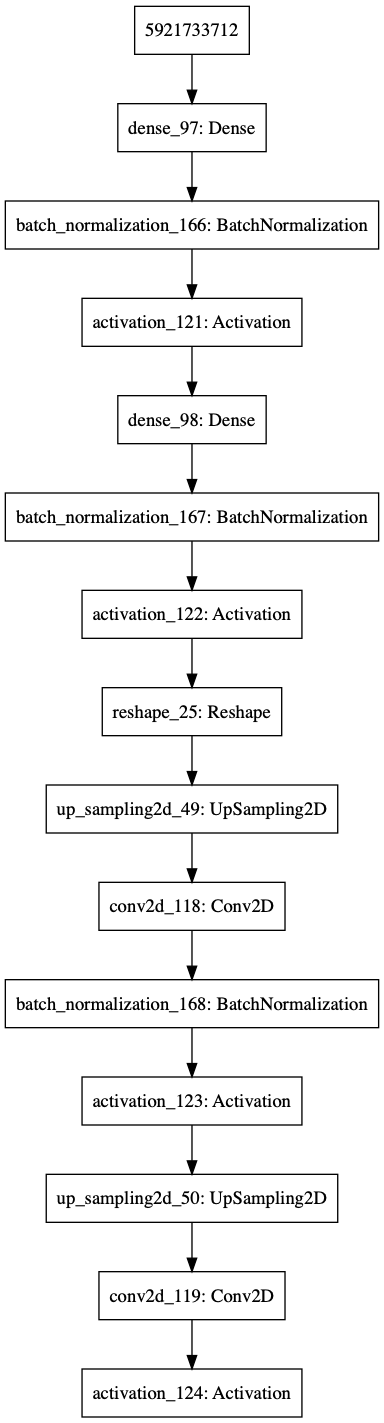 5921733712
dense_97: Dense
batch_normalization_166: BatchNormalization
activation_121: Activation
dense_98: Dense
batch_normalization_167: BatchNormalization
activation_122: Activation
reshape_25: Reshape
up_sampling2d_49: UpSampling2D
conv2d_118: Conv2D
batch_normalization_168: BatchNormalization
activation_123: Activation
up_sampling2d_50: UpSampling2D
conv2d_119: Conv2D
activation_124: Activation